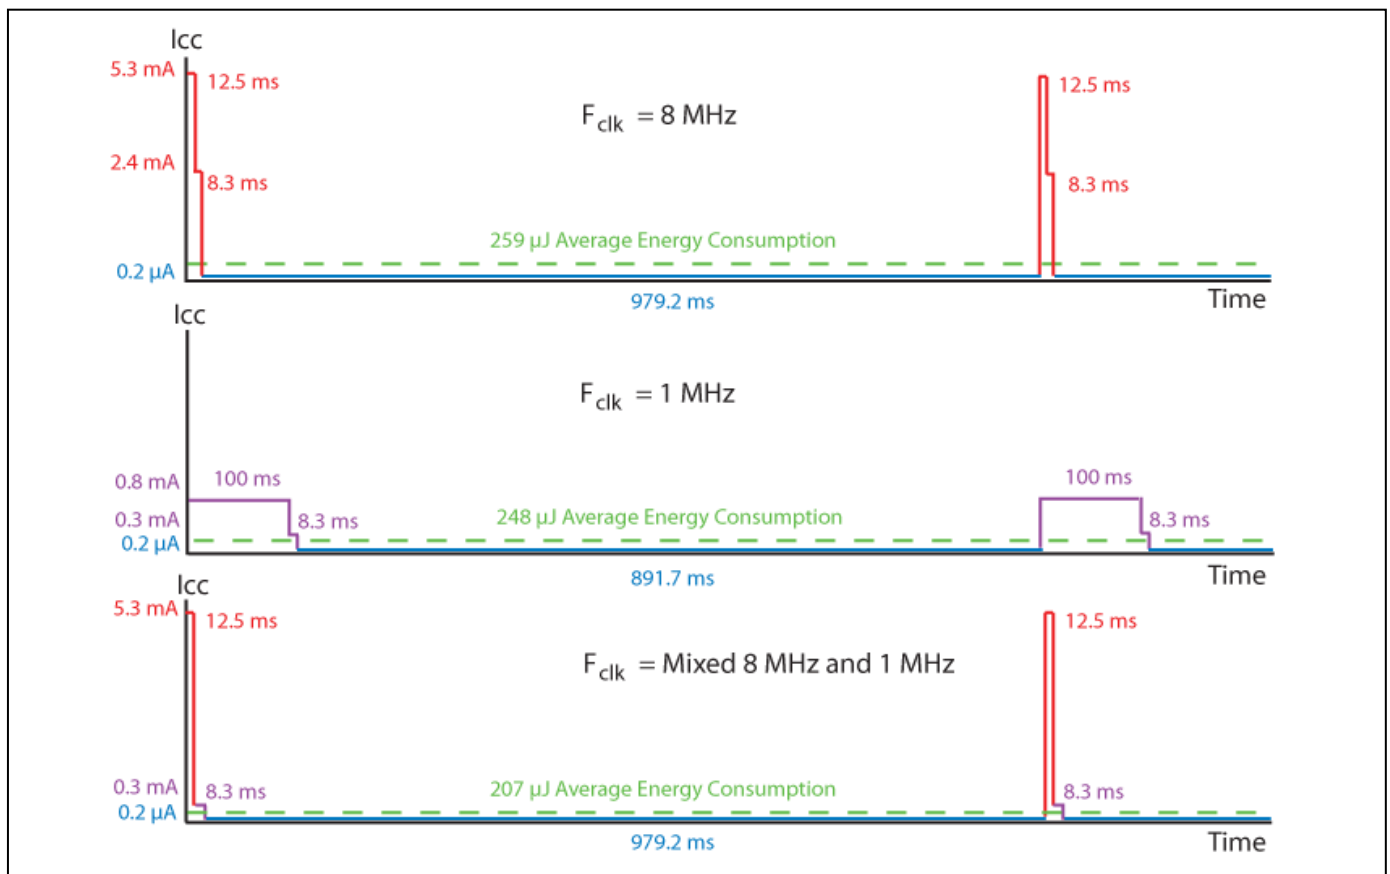 Icc
5.3 mA
12.5 ms
12.5 ms
F_clk = 8 MHz
2.4 mA
8.3 ms
8.3 ms
259 µJ Average Energy Consumption
0.2 µA
979.2 ms
Time
Icc
F_clk = 1 MHz
0.8 mA
100 ms
100 ms
0.3 mA
8.3 ms
248 µJ Average Energy Consumption
8.3 ms
0.2 µA
891.7 ms
Time
Icc
5.3 mA
12.5 ms
12.5 ms
F_clk = Mixed 8 MHz and 1 MHz
0.3 mA
8.3 ms
207 µJ Average Energy Consumption
8.3 ms
0.2 µA
979.2 ms
Time